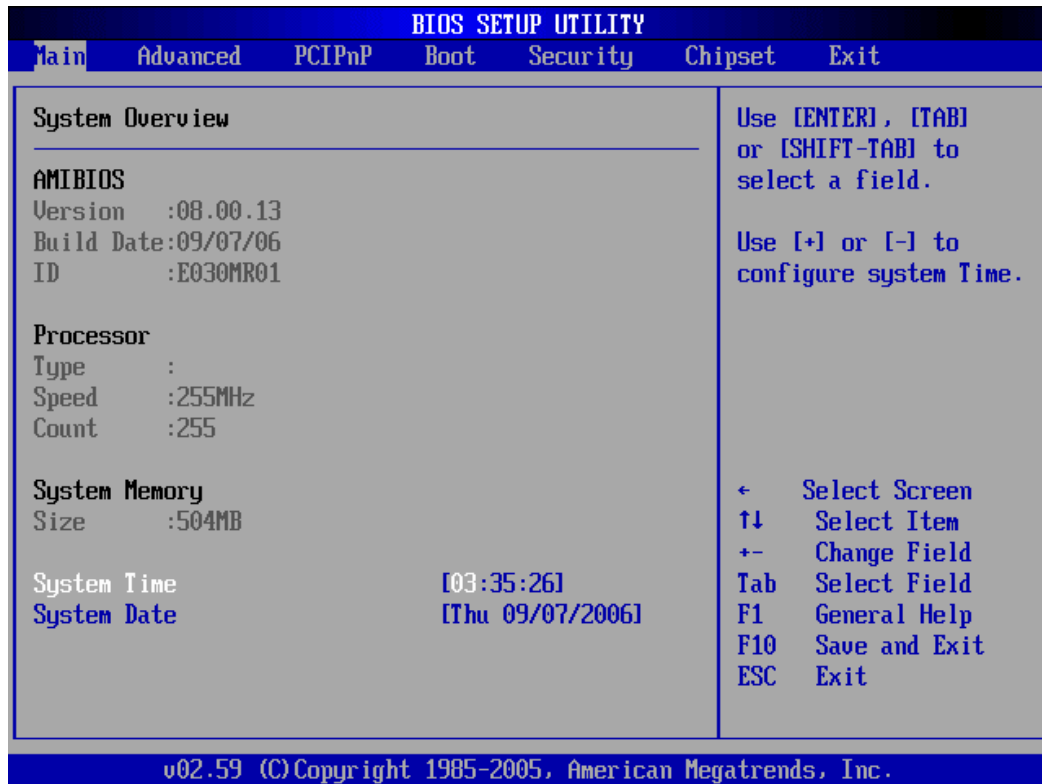 BIOS SETUP UTILITY
Main Advanced PCIPnP Boot Security Chipset Exit
System Overview
AMIBIOS
Version :08.00.13
Build Date:09/07/06
ID :E030MR01
Processor
Type :
Speed :255MHz
Count :255
System Memory
Size :504MB
System Time [03:35:26]
System Date [Thu 09/07/2006]
Use [ENTER], [TAB]
or [SHIFT-TAB] to
select a field.
Use [+] or [-] to
configure system Time.
← Select Screen
↑↓ Select Item
+- Change Field
Tab Select Field
F1 General Help
F10 Save and Exit
ESC Exit
v02.59 (C)Copyright 1985-2005, American Megatrends, Inc.